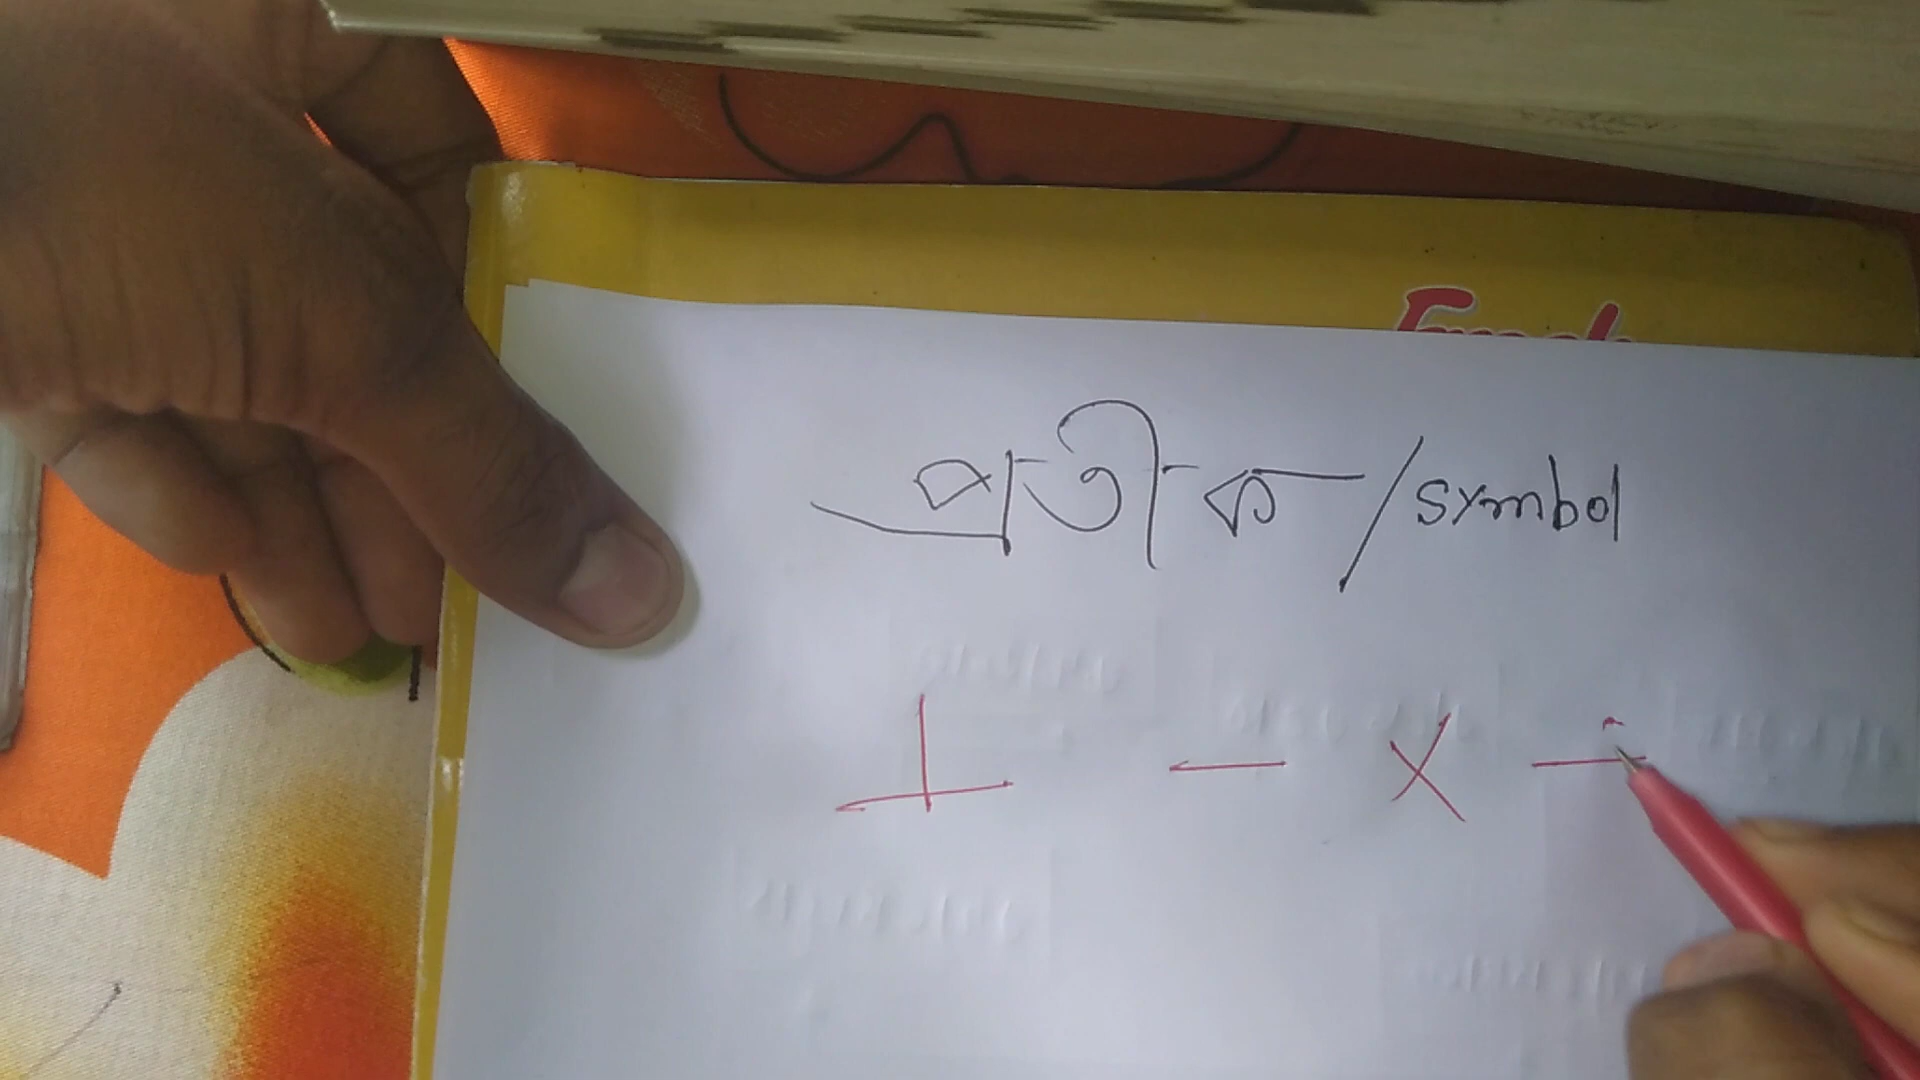 প্রতীক/symbol
+ - × ÷